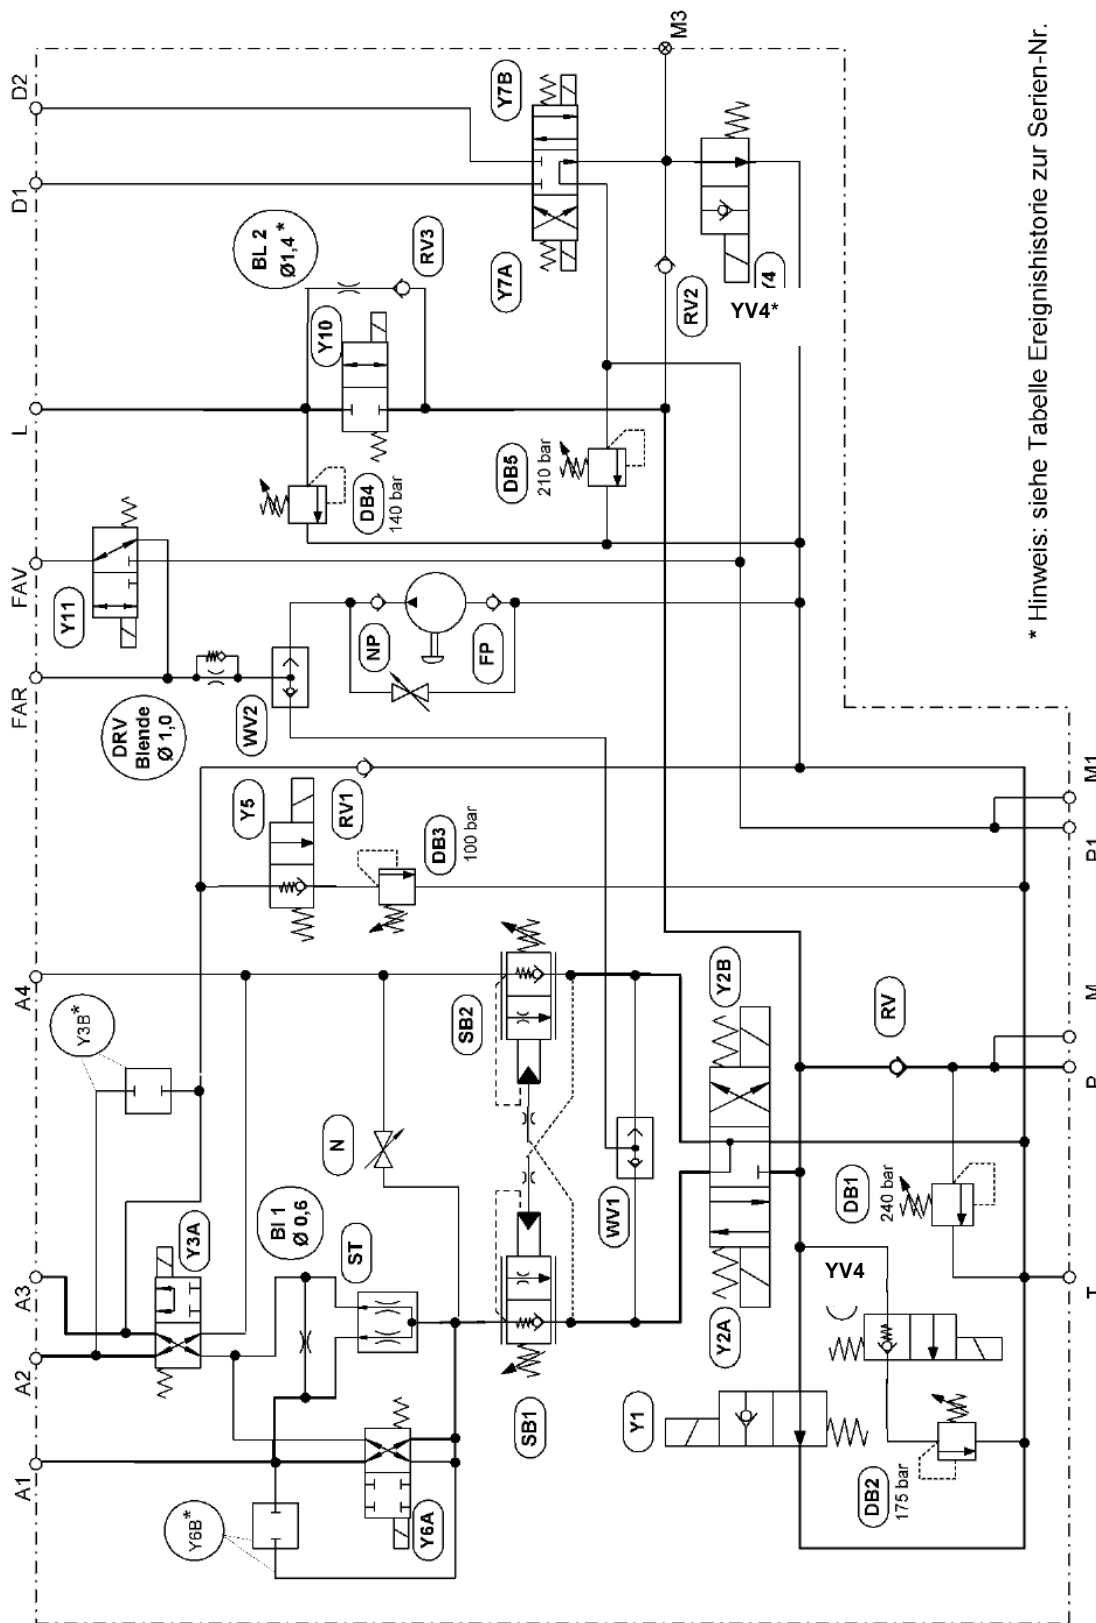 A1
A2
A3
A4
FAR
FAV
L
D1
D2
Y6B*
Y3B*
Y3A
DRV
Blende
Ø 1,0
Y11
BL 2
Ø1,4 *
Y10
RV3
Y7A
Y7B
M3
BI 1
Ø 0,6
ST
N
Y5
RV1
WV2
NP
FP
DB4
140 bar
DB3
100 bar
DB5
210 bar
RV2
YV4*
Y6A
SB1
SB2
WV1
Y1
Y2A
Y2B
YV4
DB2
175 bar
DB1
240 bar
RV
T
P
M
P1
M1
* Hinweis: siehe Tabelle Ereignishistorie zur Serien-Nr.